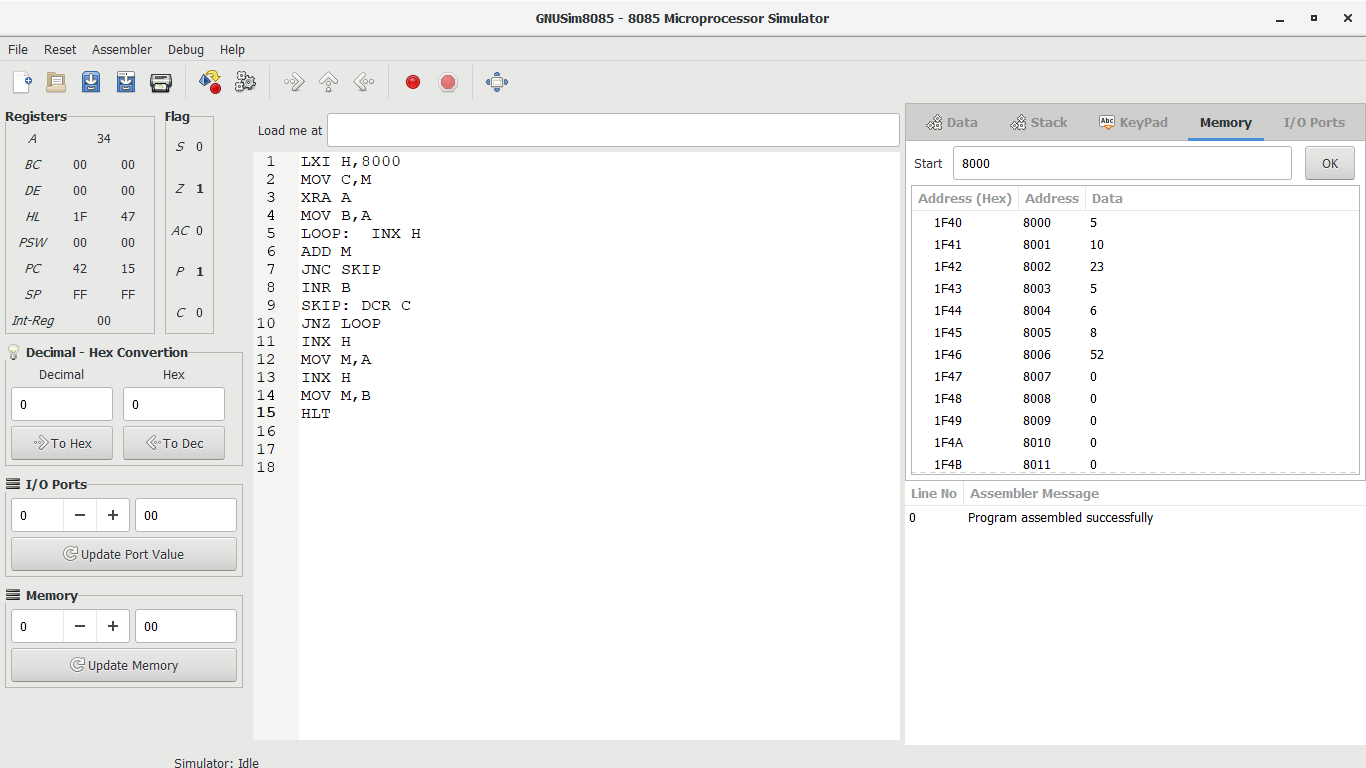 GNUSim8085 - 8085 Microprocessor Simulator
File Reset Assembler Debug Help
Registers
A 34
BC 00 00
DE 00 00
HL 1F 47
PSW 00 00
PC 42 15
SP FF FF
Int-Reg 00
Flag
S 0
Z 1
AC 0
P 1
C 0
Decimal - Hex Convertion
Decimal Hex
0 0
To Hex To Dec
I/O Ports
0 − + 00
Update Port Value
Memory
0 − + 00
Update Memory
Load me at
1 LXI H,8000
2 MOV C,M
3 XRA A
4 MOV B,A
5 LOOP:  INX H
6 ADD M
7 JNC SKIP
8 INR B
9 SKIP: DCR C
10 JNZ LOOP
11 INX H
12 MOV M,A
13 INX H
14 MOV M,B
15 HLT
16
17
18
Data Stack Abc KeyPad Memory I/O Ports
Start 8000 OK
Address (Hex) Address Data
1F40 8000 5
1F41 8001 10
1F42 8002 23
1F43 8003 5
1F44 8004 6
1F45 8005 8
1F46 8006 52
1F47 8007 0
1F48 8008 0
1F49 8009 0
1F4A 8010 0
1F4B 8011 0
Line No Assembler Message
0 Program assembled successfully
Simulator: Idle